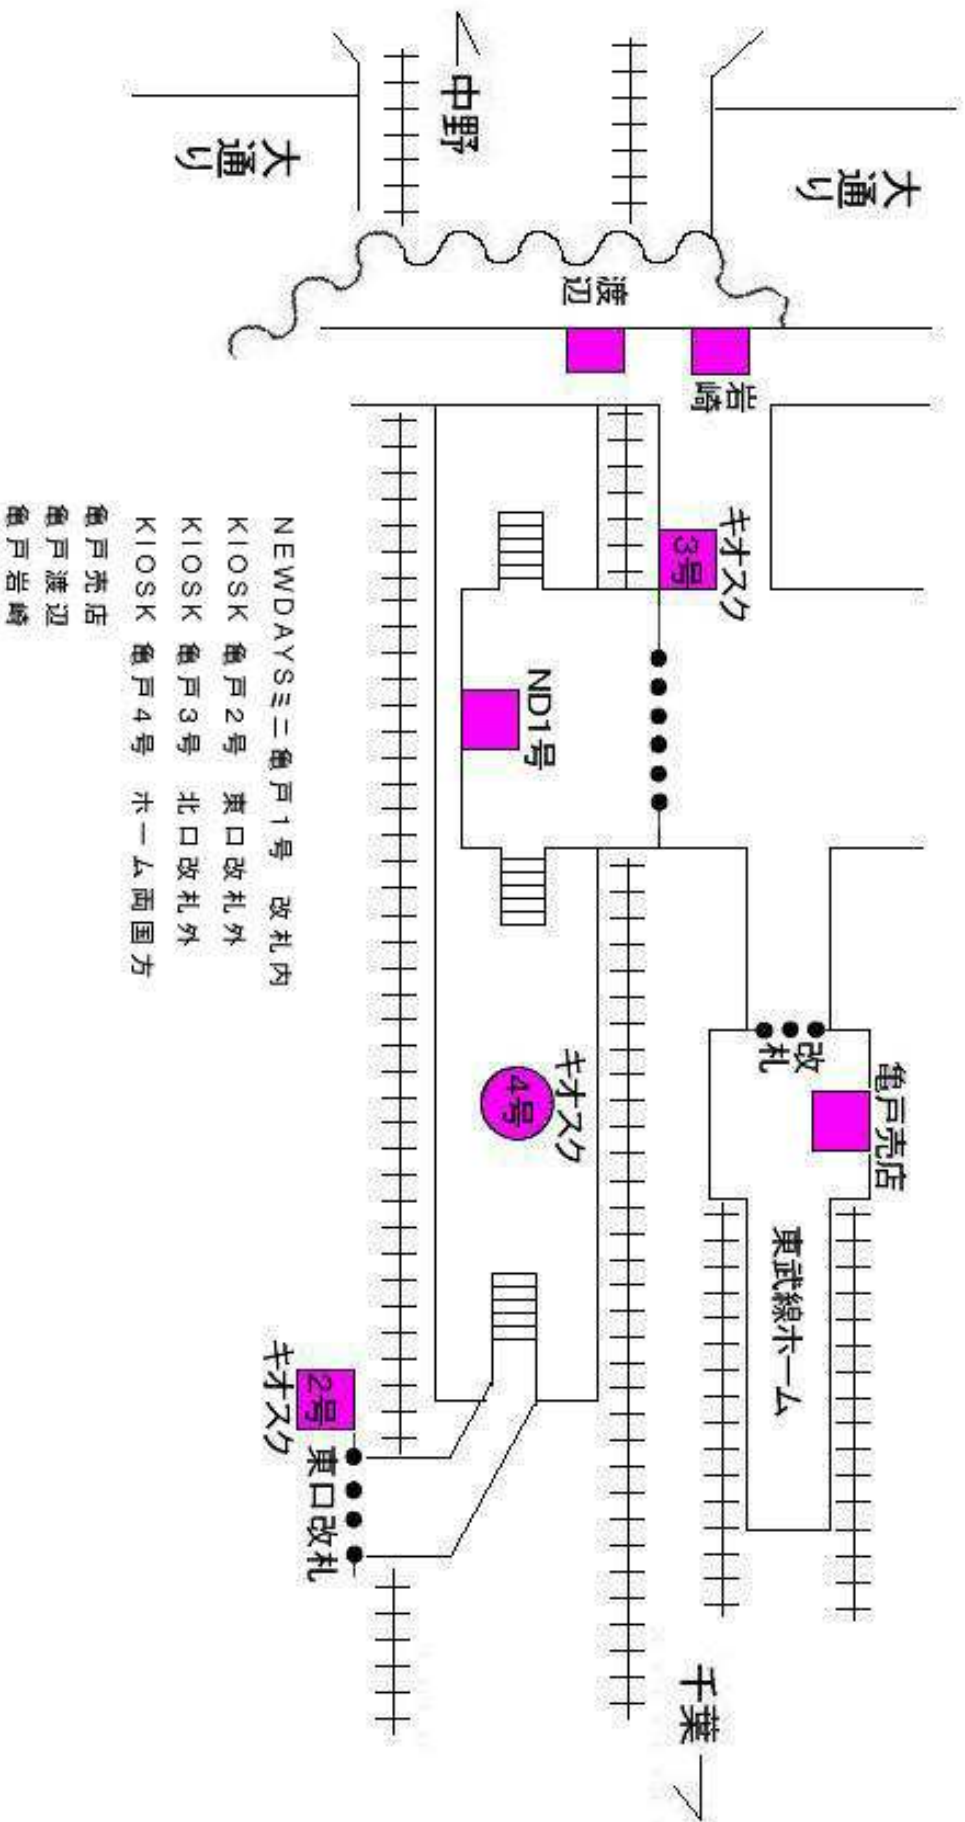 中野
大通り
大通り
渡辺
岩崎
キオスク
3号
ND1号
改札
亀戸売店
キオスク
4号
東武線ホーム
キオスク
2号
東口改札
千葉
NEWDAYSミニ亀戸1号 改札内
KIOSK 亀戸2号 東口改札外
KIOSK 亀戸3号 北口改札外
KIOSK 亀戸4号 ホーム両国方
亀戸売店
亀戸渡辺
亀戸岩崎